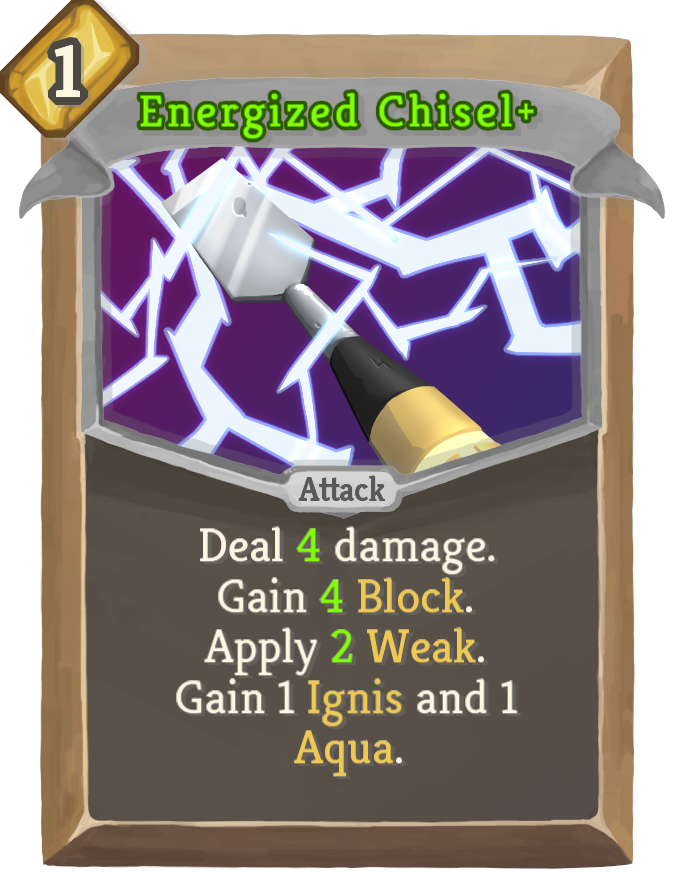 1
Energized Chisel+
Attack
Deal 4 damage.
Gain 4 Block.
Apply 2 Weak.
Gain 1 Ignis and 1
Aqua.